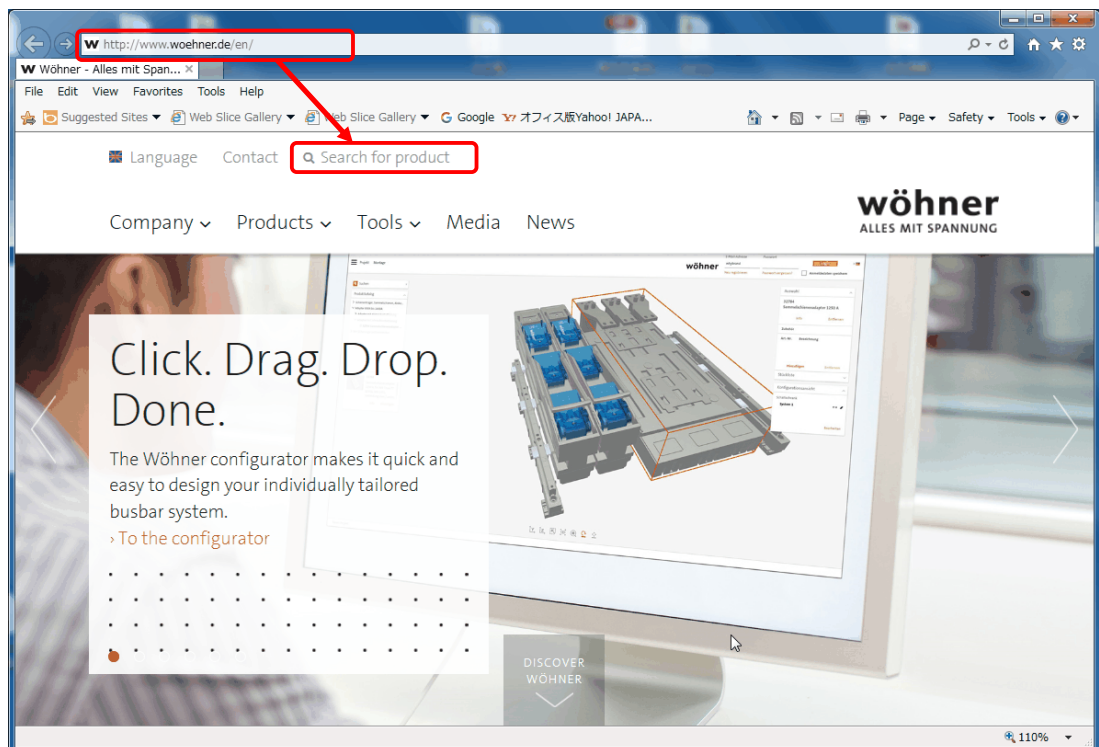 W http://www.woehner.de/en/
W Wöhner - Alles mit Span... ×
File Edit View Favorites Tools Help
Suggested Sites ▼ Web Slice Gallery ▼ Web Slice Gallery ▼ G Google Y? オフィス版Yahoo! JAPA... Page ▼ Safety ▼ Tools ▼
Language Contact Search for product
wöhner
ALLES MIT SPANNUNG
Company Products Tools Media News
wöhner
Click. Drag. Drop.
Done.
The Wöhner configurator makes it quick and
easy to design your individually tailored
busbar system.
› To the configurator
DISCOVER
WÖHNER
110% ▼